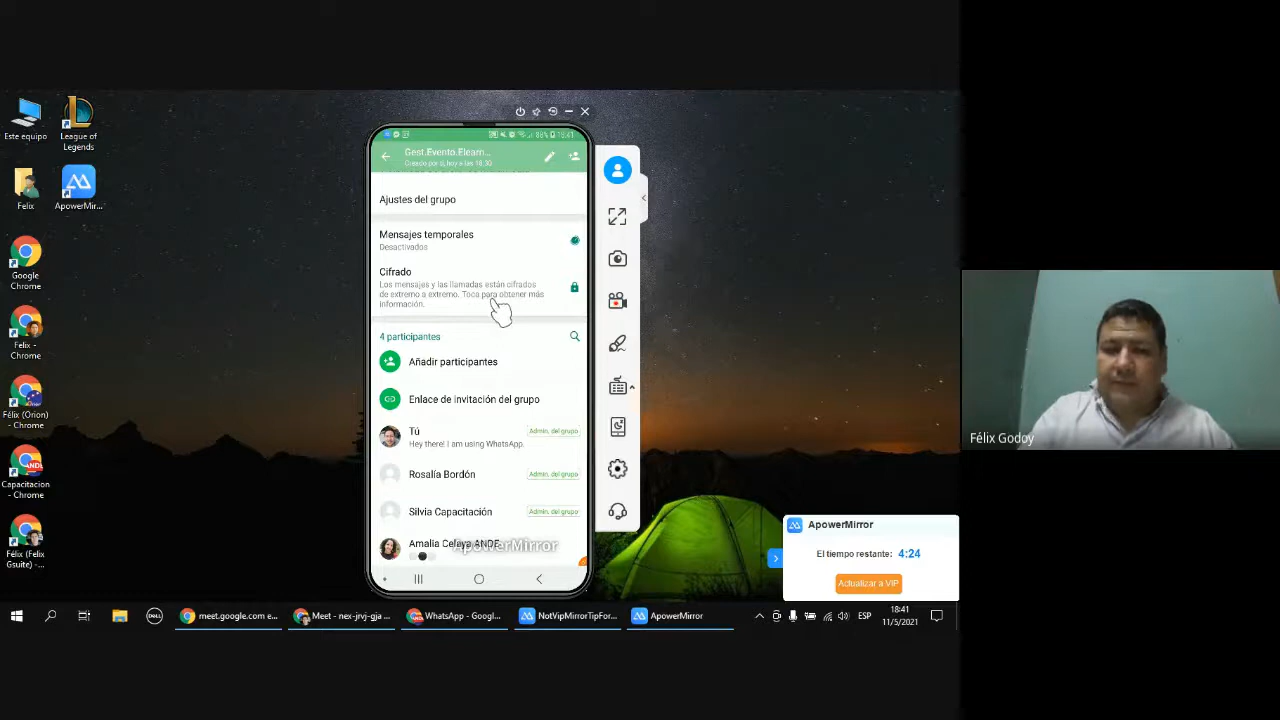 Este equipo
League of
Legends
Felix
ApowerMir...
Google
Chrome
Felix -
Chrome
Félix (Orion)
- Chrome
Capacitacion
- Chrome
Félix (Felix
Gsuite) -...
Gest.Evento.Elearn...
Creado por ti, hoy a las 18:30
88%
18:41
Ajustes del grupo
Mensajes temporales
Desactivados
Cifrado
Los mensajes y las llamadas están cifrados
de extremo a extremo. Toca para obtener más
información.
4 participantes
Añadir participantes
Enlace de invitación del grupo
Tú
Admin. del grupo
Hey there! I am using WhatsApp.
Rosalía Bordón
Admin. del grupo
Silvia Capacitación
Admin. del grupo
Amalia Celaya ANDE
ApowerMirror
Félix Godoy
ApowerMirror
El tiempo restante: 4:24
Actualizar a VIP
meet.google.com e...
Meet - nex-jrvj-gja ...
WhatsApp - Googl...
NotVipMirrorTipFor...
ApowerMirror
ESP
18:41
11/5/2021